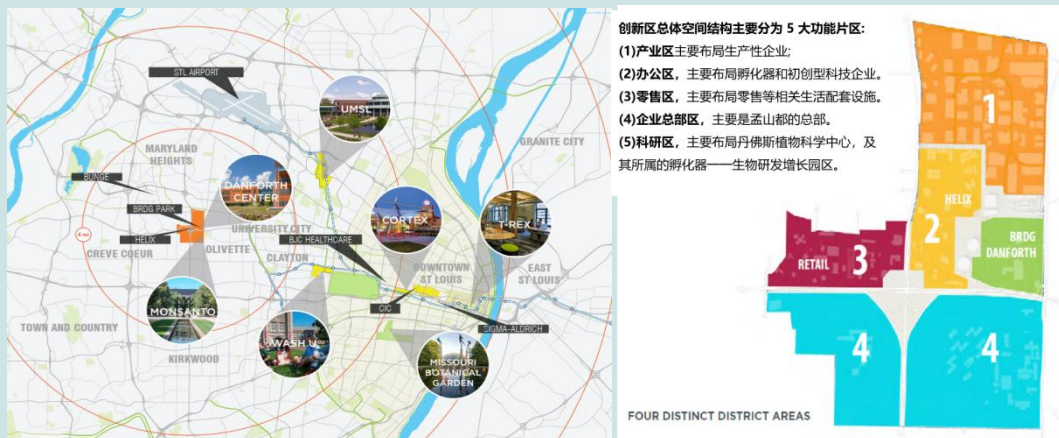 STL AIRPORT
UMSL
GRANITE CITY
MARYLAND
HEIGHTS
BUNGE
DANFORTH
CENTER
BRDG PARK
HELIX
UNIVERSITY CITY
CORTEX
T-REX
BJC HEALTHCARE
OLIVETTE
CREVE COEUR
CLAYTON
DOWNTOWN
ST LOUIS
EAST
ST LOUIS
MONSANTO
CIC
SIGMA-ALDRICH
TOWN AND COUNTRY
WASH U
KIRKWOOD
MISSOURI
BOTANICAL
GARDEN
创新区总体空间结构主要分为 5 大功能片区:
(1)产业区主要布局生产性企业;
(2)办公区，主要布局孵化器和初创型科技企业。
(3)零售区，主要布局零售等相关生活配套设施。
(4)企业总部区，主要是孟山都的总部。
(5)科研区，主要布局丹佛斯植物科学中心，及
其所属的孵化器——生物研发增长园区。
1
HELIX
2
BRDG
DANFORTH
RETAIL 3
4
4
FOUR DISTINCT DISTRICT AREAS